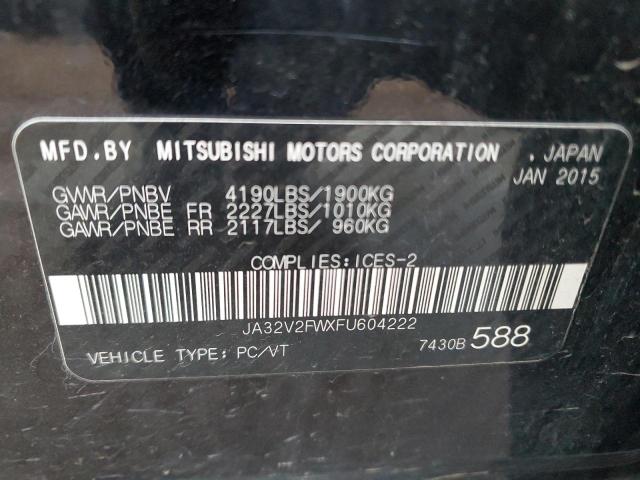 MFD.BY MITSUBISHI MOTORS CORPORATION , JAPAN
JAN 2015
GVWR/PNBV 4190LBS/1900KG
GAWR/PNBE FR 2227LBS/1010KG
GAWR/PNBE RR 2117LBS/ 960KG
COMPLIES:ICES-2
JA32V2FWXFU604222
VEHICLE TYPE: PC/VT 7430B 588